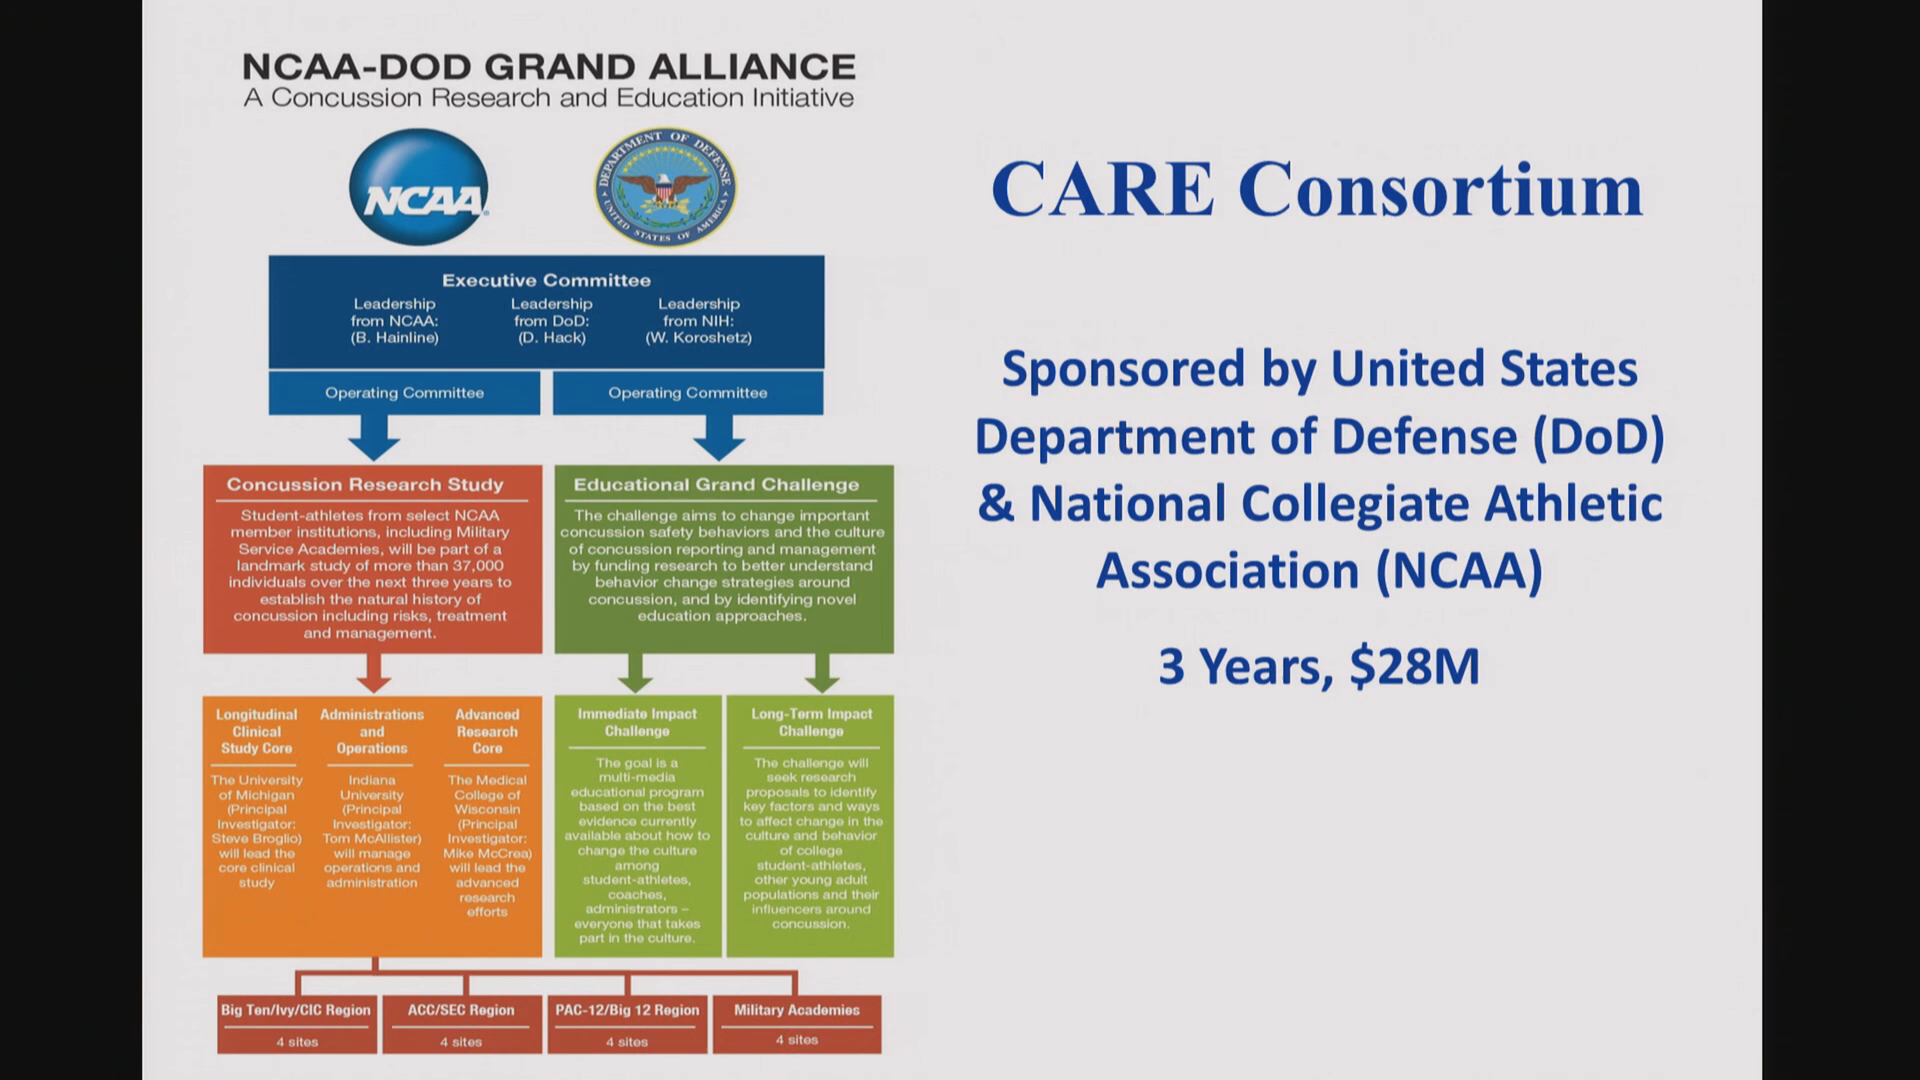 NCAA-DOD GRAND ALLIANCE
A Concussion Research and Education Initiative
NCAA
DEPARTMENT OF DEFENSE
UNITED STATES OF AMERICA
Executive Committee
Leadership
from NCAA:
(B. Hainline)
Leadership
from DoD:
(D. Hack)
Leadership
from NIH:
(W. Koroshetz)
Operating Committee
Operating Committee
Concussion Research Study
Student-athletes from select NCAA
member institutions, including Military
Service Academies, will be part of a
landmark study of more than 37,000
individuals over the next three years to
establish the natural history of
concussion including risks, treatment
and management.
Educational Grand Challenge
The challenge aims to change important
concussion safety behaviors and the culture
of concussion reporting and management
by funding research to better understand
behavior change strategies around
concussion, and by identifying novel
education approaches.
Longitudinal
Clinical
Study Core
The University
of Michigan
(Principal
Investigator:
Steve Broglio)
will lead the
core clinical
study
Administrations
and
Operations
Indiana
University
(Principal
Investigator:
Tom McAllister)
will manage
operations and
administration
Advanced
Research
Core
The Medical
College of
Wisconsin
(Principal
Investigator:
Mike McCrea)
will lead the
advanced
research
efforts
Immediate Impact
Challenge
The goal is a
multi-media
educational program
based on the best
evidence currently
available about how to
change the culture
among
student-athletes,
coaches,
administrators –
everyone that takes
part in the culture.
Long-Term Impact
Challenge
The challenge will
seek research
proposals to identify
key factors and ways
to affect change in the
culture and behavior
of college
student-athletes,
other young adult
populations and their
influencers around
concussion.
Big Ten/Ivy/CIC Region
4 sites
ACC/SEC Region
4 sites
PAC-12/Big 12 Region
4 sites
Military Academies
4 sites
CARE Consortium
Sponsored by United States
Department of Defense (DoD)
& National Collegiate Athletic
Association (NCAA)
3 Years, $28M